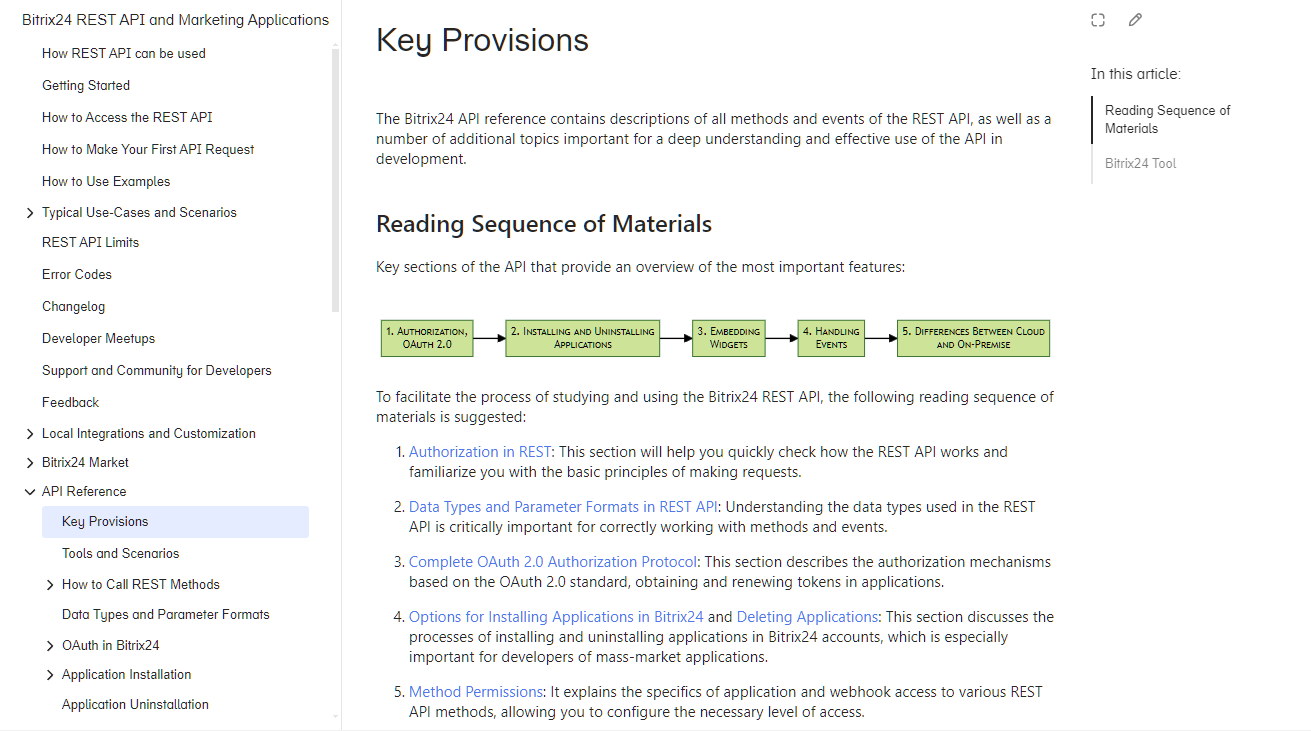 Bitrix24 REST API and Marketing Applications
How REST API can be used
Getting Started
How to Access the REST API
How to Make Your First API Request
How to Use Examples
Typical Use-Cases and Scenarios
REST API Limits
Error Codes
Changelog
Developer Meetups
Support and Community for Developers
Feedback
Local Integrations and Customization
Bitrix24 Market
API Reference
Key Provisions
Tools and Scenarios
How to Call REST Methods
Data Types and Parameter Formats
OAuth in Bitrix24
Application Installation
Application Uninstallation
Key Provisions
The Bitrix24 API reference contains descriptions of all methods and events of the REST API, as well as a
number of additional topics important for a deep understanding and effective use of the API in
development.
Reading Sequence of Materials
Key sections of the API that provide an overview of the most important features:
1. Authorization,
OAuth 2.0
2. Installing and Uninstalling
Applications
3. Embedding
Widgets
4. Handling
Events
5. Differences Between Cloud
and On-Premise
To facilitate the process of studying and using the Bitrix24 REST API, the following reading sequence of
materials is suggested:
1. Authorization in REST: This section will help you quickly check how the REST API works and
familiarize you with the basic principles of making requests.
2. Data Types and Parameter Formats in REST API: Understanding the data types used in the REST
API is critically important for correctly working with methods and events.
3. Complete OAuth 2.0 Authorization Protocol: This section describes the authorization mechanisms
based on the OAuth 2.0 standard, obtaining and renewing tokens in applications.
4. Options for Installing Applications in Bitrix24 and Deleting Applications: This section discusses the
processes of installing and uninstalling applications in Bitrix24 accounts, which is especially
important for developers of mass-market applications.
5. Method Permissions: It explains the specifics of application and webhook access to various REST
API methods, allowing you to configure the necessary level of access.
In this article:
Reading Sequence of
Materials
Bitrix24 Tool